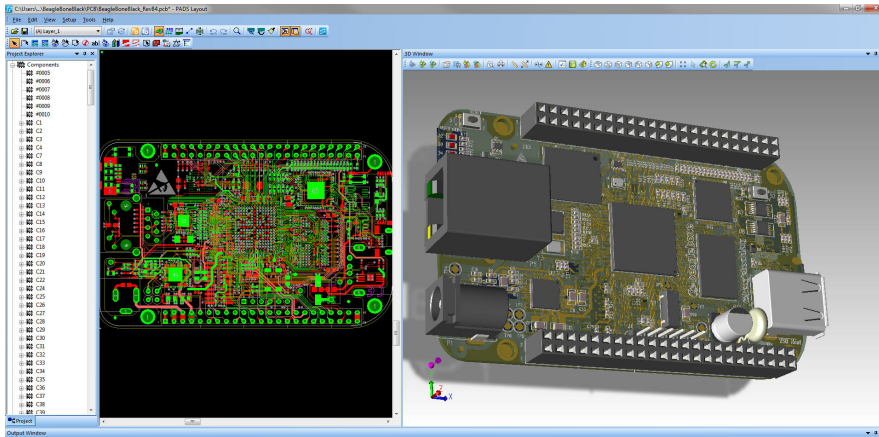 C:\Users\...\BeagleBoneBlack\PCB\BeagleBoneBlack_RevB4.pcb* - PADS Layout
File Edit View Setup Tools Help
(A) Layer_1
abl
Project Explorer
3D Window
Components
#0005
#0006
#0007
#0008
#0009
#0010
C1
C2
C3
C4
C7
C8
C9
C10
C11
C12
C13
C14
C15
C16
C17
C18
C19
C20
C21
C22
C24
C25
C26
C27
C28
C29
C30
C31
C32
C33
C34
C35
C36
C37
C38
C39
Z
X
Project
Output Window